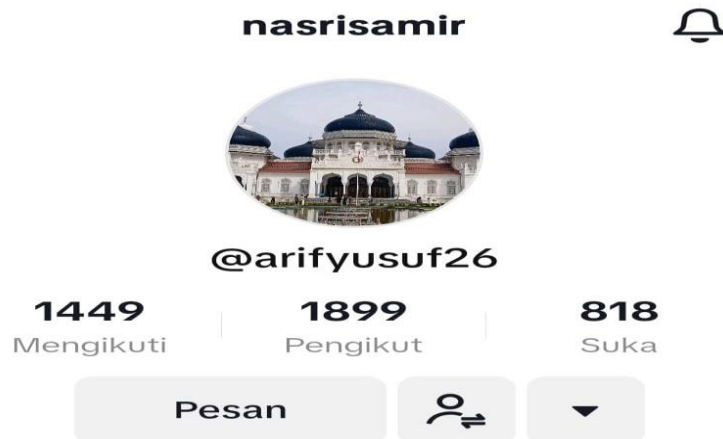 nasrisamir
@arifyusuf26
1449 1899 818
Mengikuti Pengikut Suka
Pesan